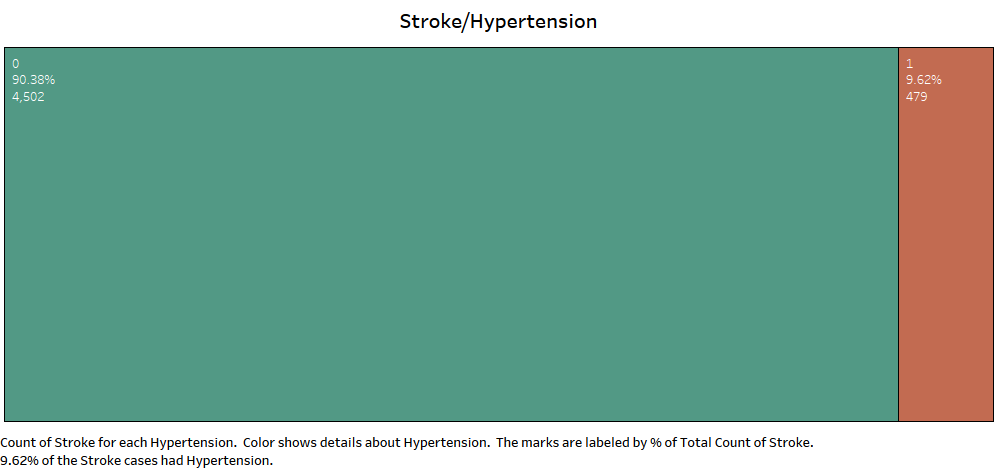 Stroke/Hypertension
0
90.38%
4,502
1
9.62%
479
Count of Stroke for each Hypertension.  Color shows details about Hypertension.  The marks are labeled by % of Total Count of Stroke.
9.62% of the Stroke cases had Hypertension.